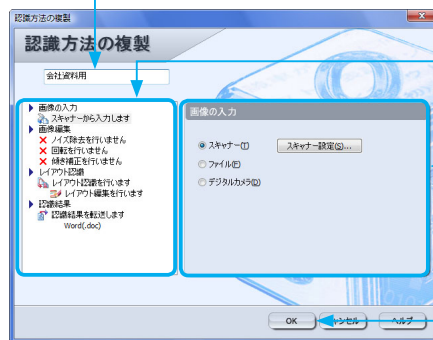 認識方法の複製
認識方法の複製
会社資料用
画像の入力
スキャナーから入力します
画像編集
ノイズ除去を行いません
回転を行いません
傾き補正を行いません
レイアウト認識
レイアウト認識を行います
レイアウト編集を行います
認識結果
認識結果を転送します
Word(.doc)
画像の入力
スキャナー(T)
スキャナー設定(S)...
ファイル(F)
デジタルカメラ(D)
OK
キャンセル
ヘルプ